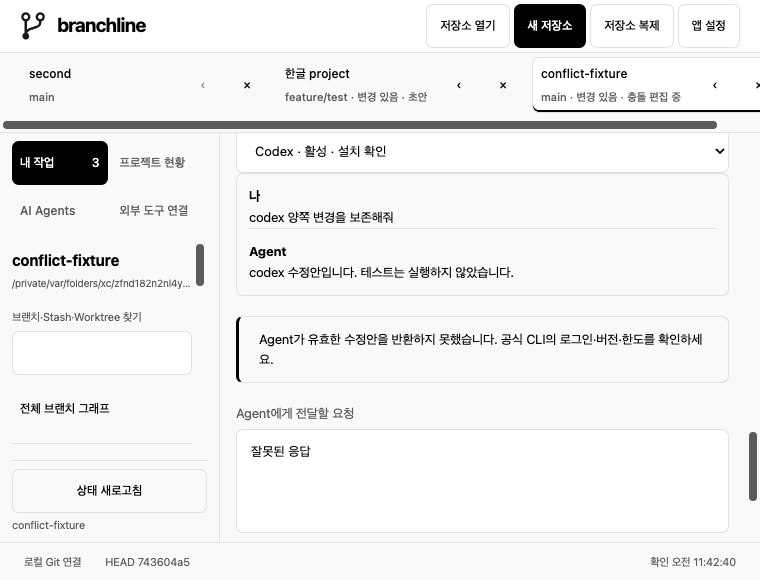 branchline
저장소 열기
새 저장소
저장소 복제
앱 설정
second
main
한글 project
feature/test · 변경 있음 · 초안
conflict-fixture
main · 변경 있음 · 충돌 편집 중
내 작업 3
프로젝트 현황
AI Agents
외부 도구 연결
conflict-fixture
/private/var/folders/xc/zfnd182n2nl4y...
브랜치·Stash·Worktree 찾기
전체 브랜치 그래프
상태 새로고침
conflict-fixture
Codex · 활성 · 설치 확인
나
codex 양쪽 변경을 보존해줘
Agent
codex 수정안입니다. 테스트는 실행하지 않았습니다.
Agent가 유효한 수정안을 반환하지 못했습니다. 공식 CLI의 로그인·버전·한도를 확인하세
요.
Agent에게 전달할 요청
잘못된 응답
로컬 Git 연결
HEAD 743604a5
확인 오전 11:42:40